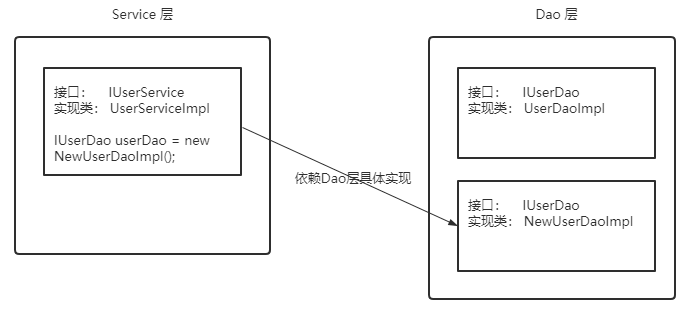 Service 层
接口： IUserService
实现类： UserServiceImpl
IUserDao userDao = new
NewUserDaoImpl();
依赖Dao层具体实现
Dao 层
接口： IUserDao
实现类： UserDaoImpl
接口： IUserDao
实现类： NewUserDaoImpl